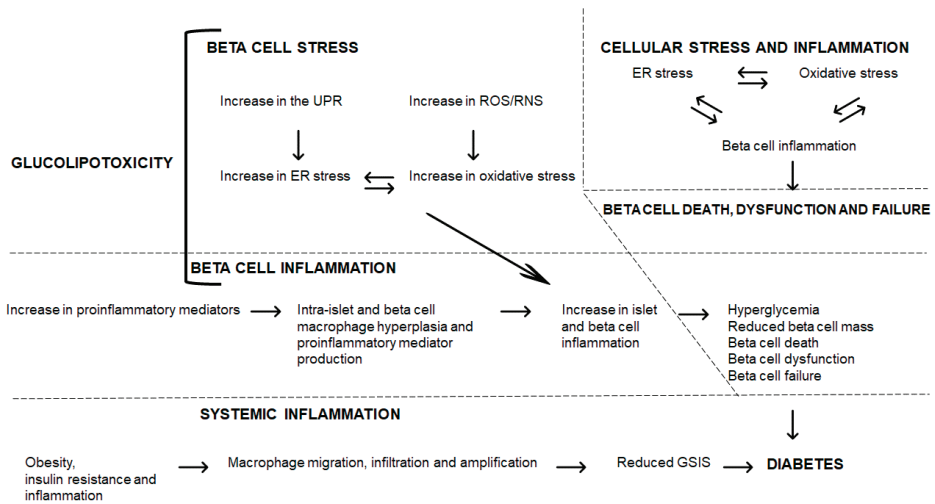 BETA CELL STRESS
CELLULAR STRESS AND INFLAMMATION
ER stress
Oxidative stress
Increase in the UPR
Increase in ROS/RNS
Beta cell inflammation
GLUCOLIPOTOXICITY
Increase in ER stress
Increase in oxidative stress
BETA CELL DEATH, DYSFUNCTION AND FAILURE
BETA CELL INFLAMMATION
Increase in proinflammatory mediators
Intra-islet and beta cell
macrophage hyperplasia and
proinflammatory mediator
production
Increase in islet
and beta cell
inflammation
Hyperglycemia
Reduced beta cell mass
Beta cell death
Beta cell dysfunction
Beta cell failure
SYSTEMIC INFLAMMATION
Obesity,
insulin resistance and
inflammation
Macrophage migration, infiltration and amplification
Reduced GSIS
DIABETES